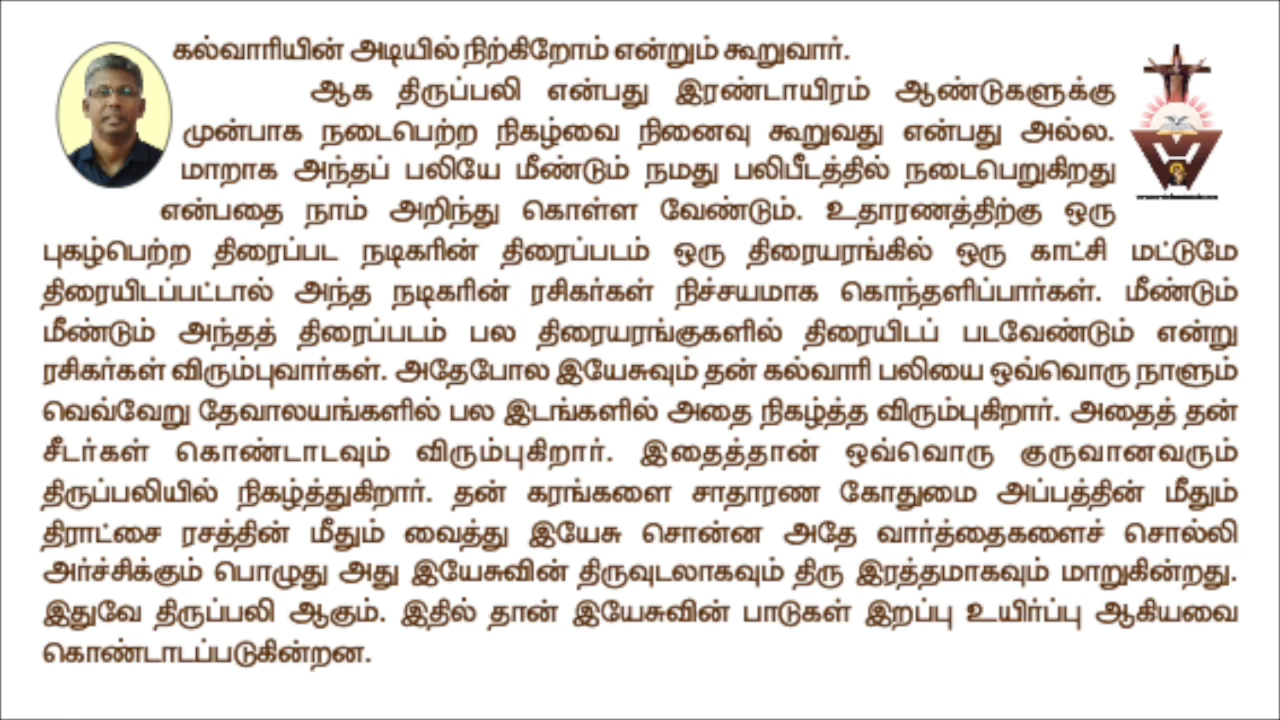 கல்வாரியின் அடியில் நிற்கிறோம் என்றும் கூறுவார்.
ஆக திருப்பலி என்பது இரண்டாயிரம் ஆண்டுகளுக்கு
முன்பாக நடைபெற்ற நிகழ்வை நினைவு கூறுவது என்பது அல்ல.
மாறாக அந்தப் பலியே மீண்டும் நமது பலிபீடத்தில் நடைபெறுகிறது
என்பதை நாம் அறிந்து கொள்ள வேண்டும். உதாரணத்திற்கு ஒரு
புகழ்பெற்ற திரைப்பட நடிகரின் திரைப்படம் ஒரு திரையரங்கில் ஒரு காட்சி மட்டுமே
திரையிடப்பட்டால் அந்த நடிகரின் ரசிகர்கள் நிச்சயமாக கொந்தளிப்பார்கள். மீண்டும்
மீண்டும் அந்தத் திரைப்படம் பல திரையரங்குகளில் திரையிடப் படவேண்டும் என்று
ரசிகர்கள் விரும்புவார்கள். அதேபோல இயேசுவும் தன் கல்வாரி பலியை ஒவ்வொரு நாளும்
வெவ்வேறு தேவாலயங்களில் பல இடங்களில் அதை நிகழ்த்த விரும்புகிறார். அதைத் தன்
சீடர்கள் கொண்டாடவும் விரும்புகிறார். இதைத்தான் ஒவ்வொரு குருவானவரும்
திருப்பலியில் நிகழ்த்துகிறார். தன் கரங்களை சாதாரண கோதுமை அப்பத்தின் மீதும்
திராட்சை ரசத்தின் மீதும் வைத்து இயேசு சொன்ன அதே வார்த்தைகளைச் சொல்லி
அர்ச்சிக்கும் பொழுது அது இயேசுவின் திருவுடலாகவும் திரு இரத்தமாகவும் மாறுகின்றது.
இதுவே திருப்பலி ஆகும். இதில் தான் இயேசுவின் பாடுகள் இறப்பு உயிர்ப்பு ஆகியவை
கொண்டாடப்படுகின்றன.